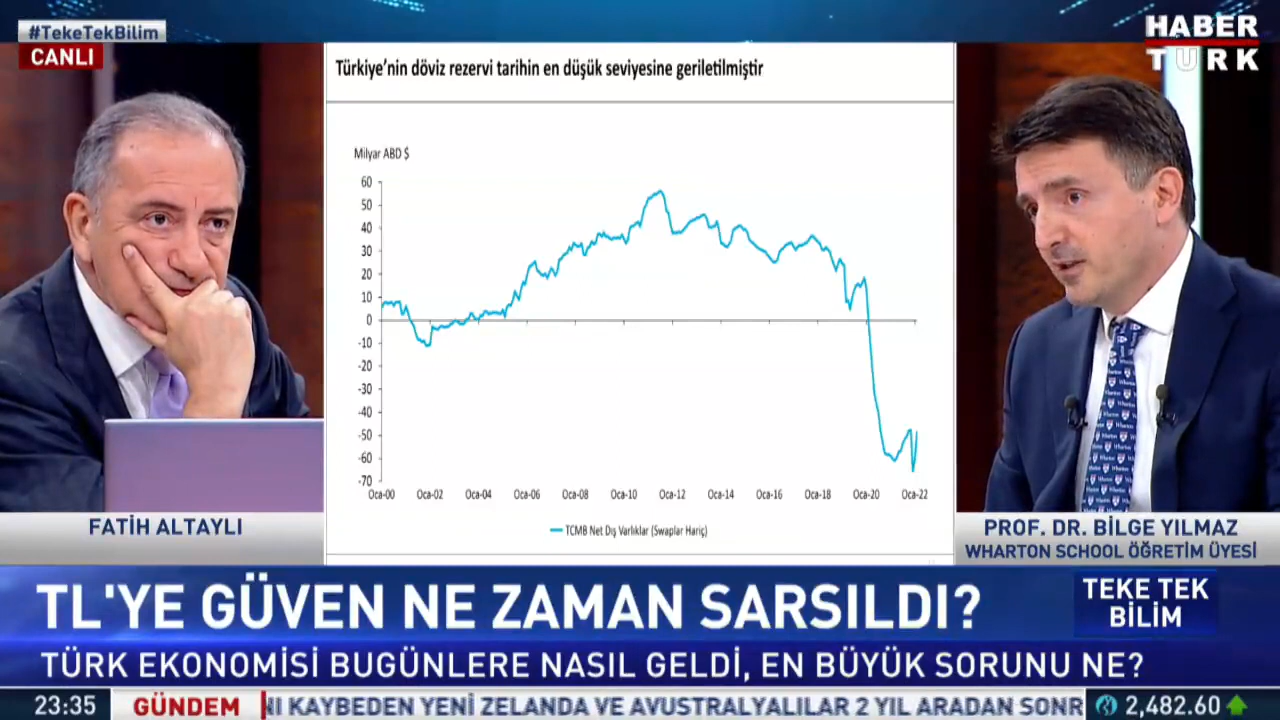 #TekeTekBilim
CANLI
HABER
TURK
Türkiye'nin döviz rezervi tarihin en düşük seviyesine geriletilmiştir
Milyar ABD $
60
50
40
30
20
10
0
-10
-20
-30
-40
-50
-60
-70
Oca-00 Oca-02 Oca-04 Oca-06 Oca-08 Oca-10 Oca-12 Oca-14 Oca-16 Oca-18 Oca-20 Oca-22
TCMB Net Dış Varlıklar (Swaplar Hariç)
FATİH ALTAYLI
PROF. DR. BİLGE YILMAZ
WHARTON SCHOOL ÖĞRETİM ÜYESİ
TL'YE GÜVEN NE ZAMAN SARSILDI?
TEKE TEK
BİLİM
TÜRK EKONOMİSİ BUGÜNLERE NASIL GELDİ, EN BÜYÜK SORUNU NE?
23:35 GÜNDEM KAYBEDEN YENİ ZELANDA VE AVUSTRALYALILAR 2 YIL ARADAN SONR 2,482.60